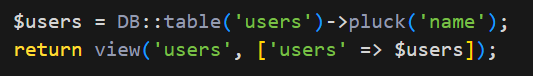 $users = DB::table('users')->pluck('name');
return view('users', ['users' => $users]);